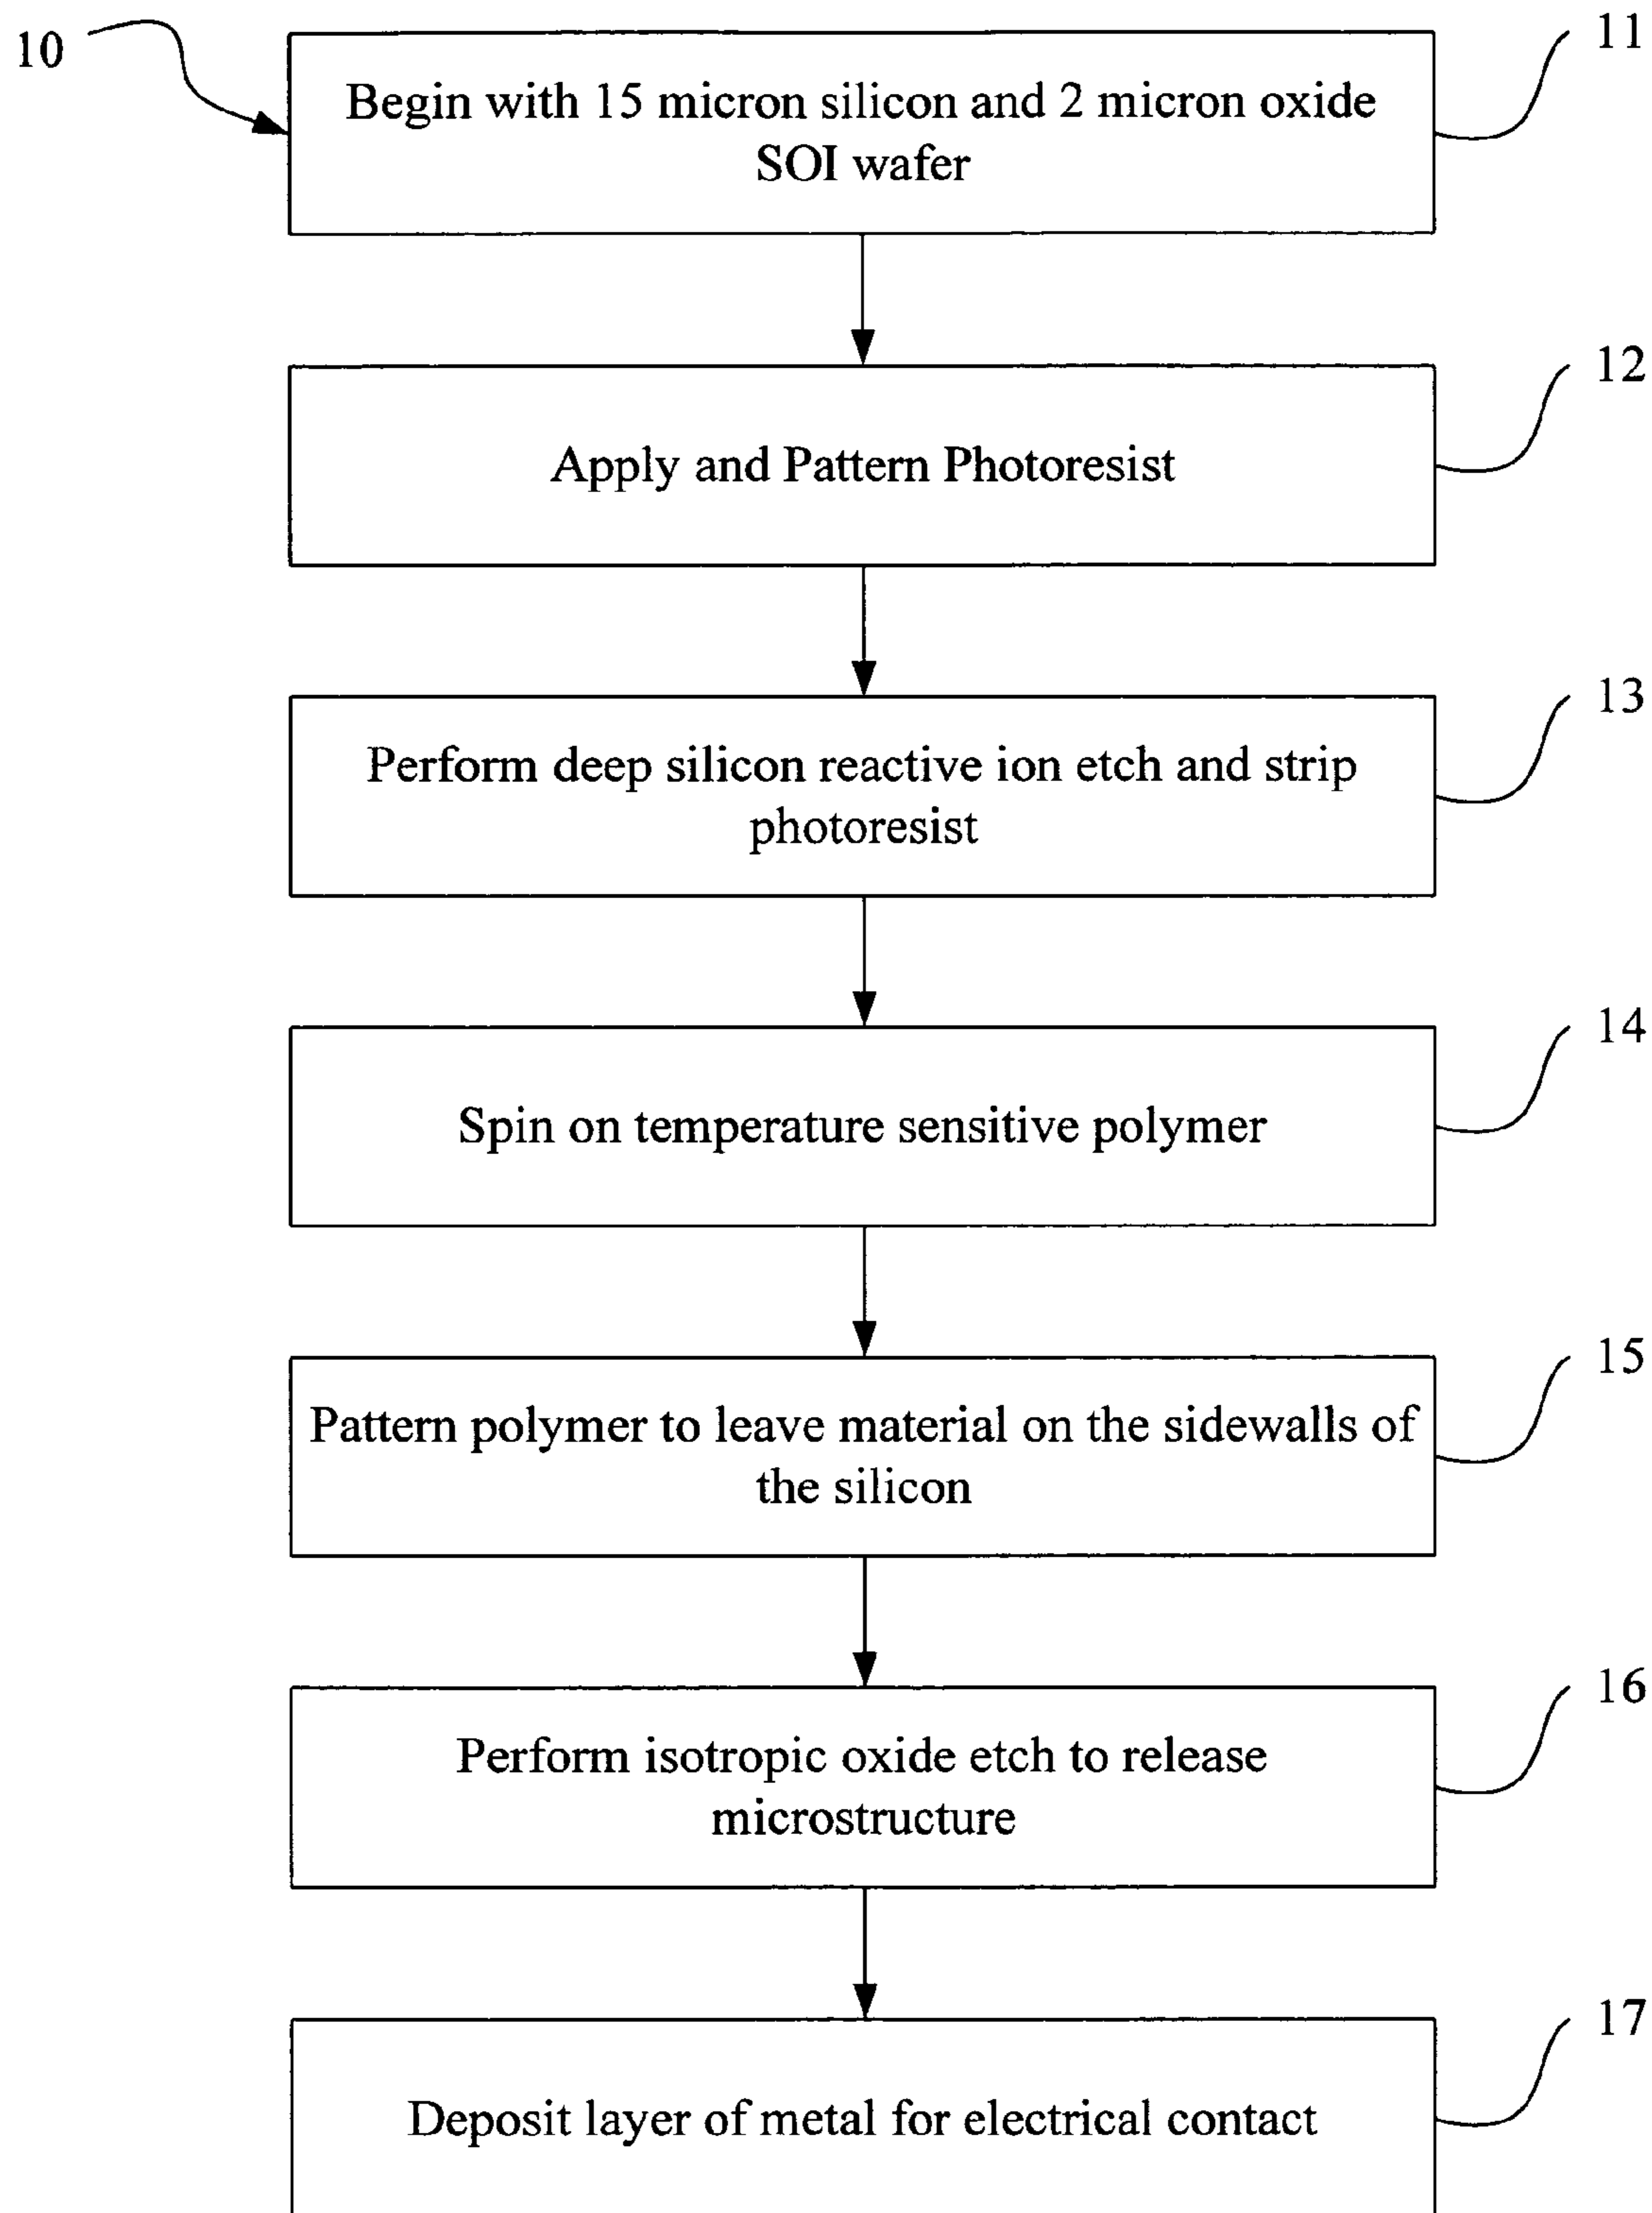 10
11
Begin with 15 micron silicon and 2 micron oxide
SOI wafer
12
Apply and Pattern Photoresist
13
Perform deep silicon reactive ion etch and strip
photoresist
14
Spin on temperature sensitive polymer
15
Pattern polymer to leave material on the sidewalls of
the silicon
16
Perform isotropic oxide etch to release
microstructure
17
Deposit layer of metal for electrical contact